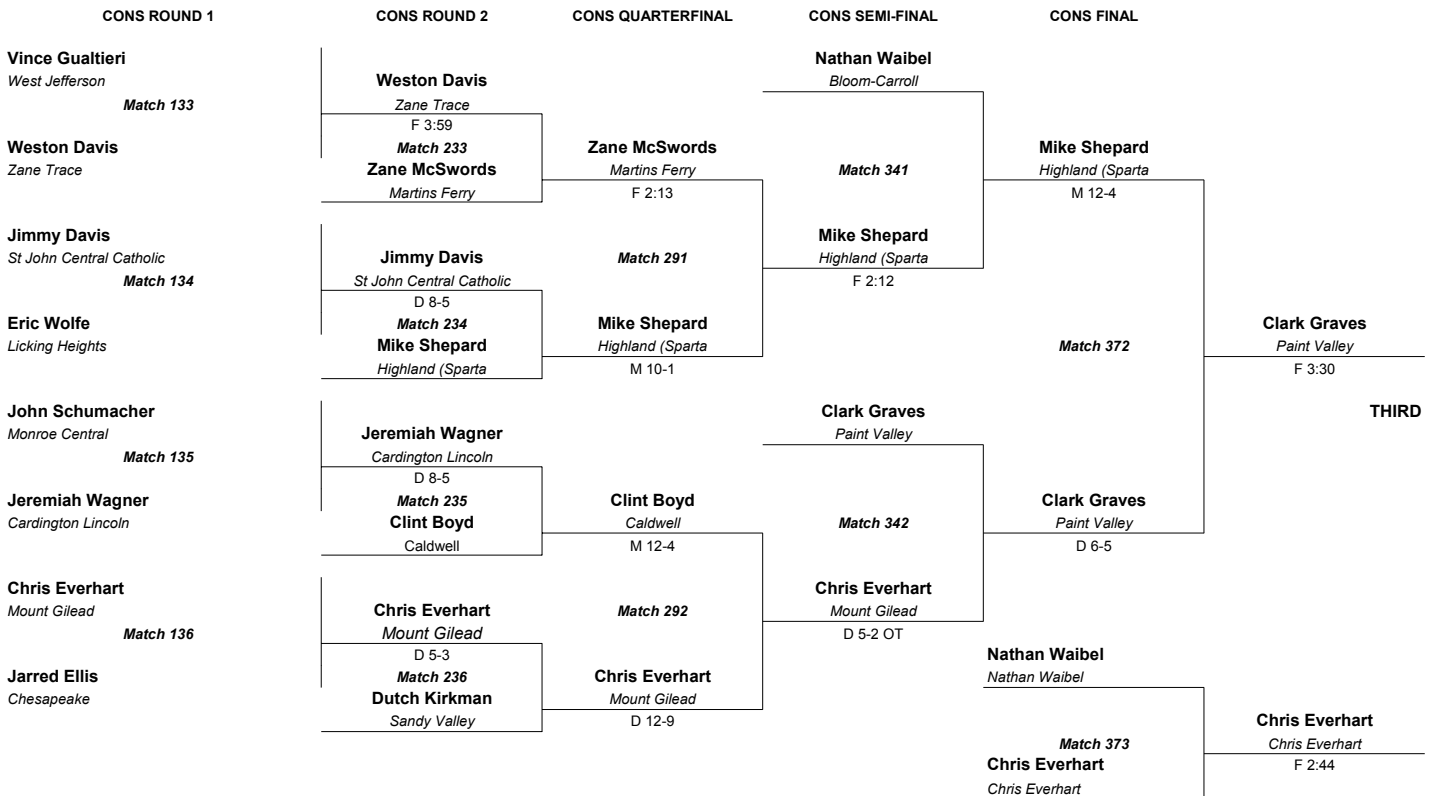 CONS ROUND 1
CONS ROUND 2
CONS QUARTERFINAL
CONS SEMI-FINAL
CONS FINAL
Vince Gualtieri
West Jefferson
Match 133
Weston Davis
Zane Trace
Jimmy Davis
St John Central Catholic
Match 134
Eric Wolfe
Licking Heights
John Schumacher
Monroe Central
Match 135
Jeremiah Wagner
Cardington Lincoln
Chris Everhart
Mount Gilead
Match 136
Jarred Ellis
Chesapeake
Weston Davis
Zane Trace
F 3:59
Match 233
Zane McSwords
Martins Ferry
Jimmy Davis
St John Central Catholic
D 8-5
Match 234
Mike Shepard
Highland (Sparta
Jeremiah Wagner
Cardington Lincoln
D 8-5
Match 235
Clint Boyd
Caldwell
Chris Everhart
Mount Gilead
D 5-3
Match 236
Dutch Kirkman
Sandy Valley
Zane McSwords
Martins Ferry
F 2:13
Match 291
Mike Shepard
Highland (Sparta
M 10-1
Clint Boyd
Caldwell
M 12-4
Match 292
Chris Everhart
Mount Gilead
D 12-9
Nathan Waibel
Bloom-Carroll
Match 341
Mike Shepard
Highland (Sparta
F 2:12
Clark Graves
Paint Valley
Match 342
Chris Everhart
Mount Gilead
D 5-2 OT
Mike Shepard
Highland (Sparta
M 12-4
Match 372
Clark Graves
Paint Valley
D 6-5
Nathan Waibel
Nathan Waibel
Match 373
Chris Everhart
Chris Everhart
Clark Graves
Paint Valley
F 3:30
THIRD
Chris Everhart
Chris Everhart
F 2:44